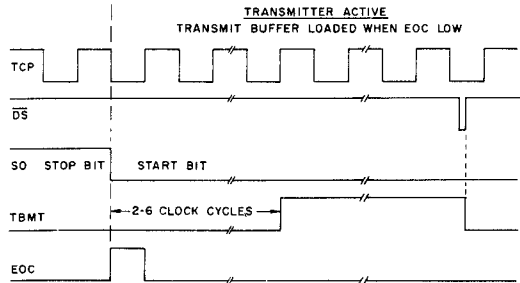 TRANSMITTER ACTIVE
TRANSMIT BUFFER LOADED WHEN EOC LOW
TCP
DS
SO STOP BIT START BIT
2-6 CLOCK CYCLES
TBMT
EOC